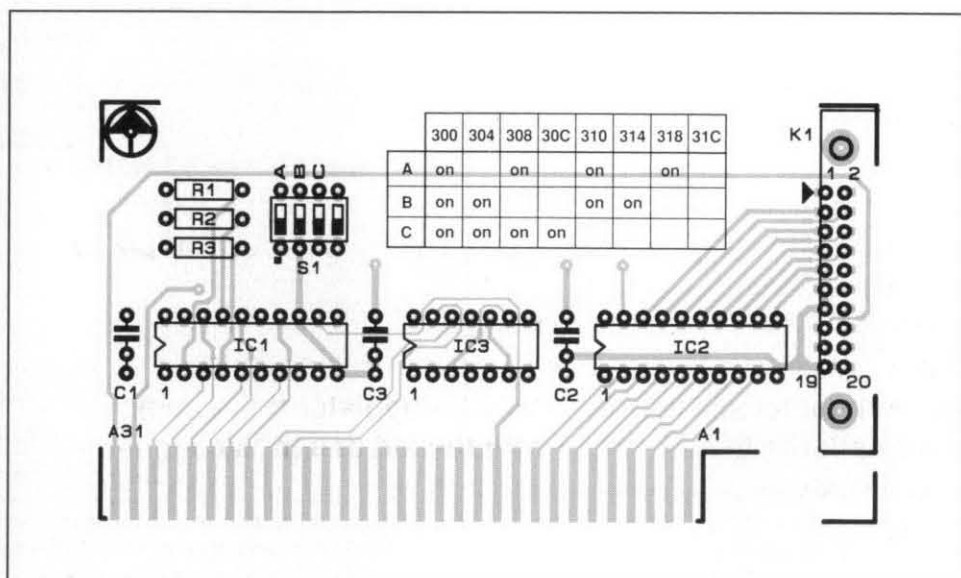 300 304 308 30C 310 314 318 31C
A on on on on
B on on on on
C on on on on
K1
1 2
A B C
R1
R2
R3
S1
IC1
IC3
IC2
C1 1
C3 1
C2 1
19 20
A31
A1